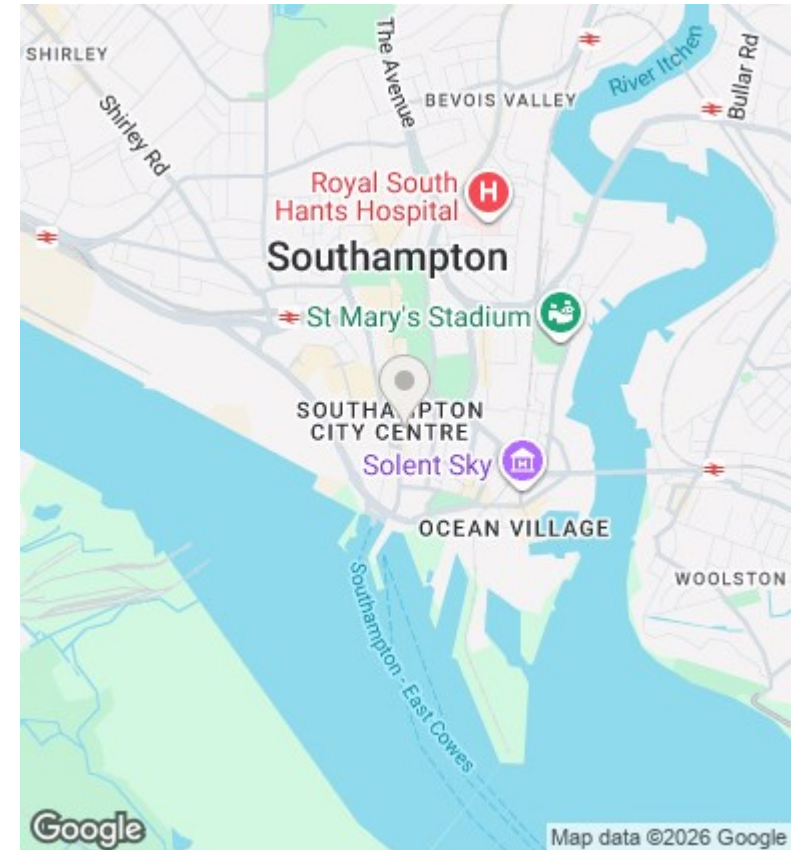 SHIRLEY
Shirley Rd
The Avenue
BEVOIS VALLEY
River Itchen
Bullar Rd
Royal South
Hants Hospital
H
Southampton
St Mary's Stadium
SOUTHAMPTON
CITY CENTRE
Solent Sky
OCEAN VILLAGE
WOOLSTON
Southampton - East Cowes
Google
Map data ©2026 Google